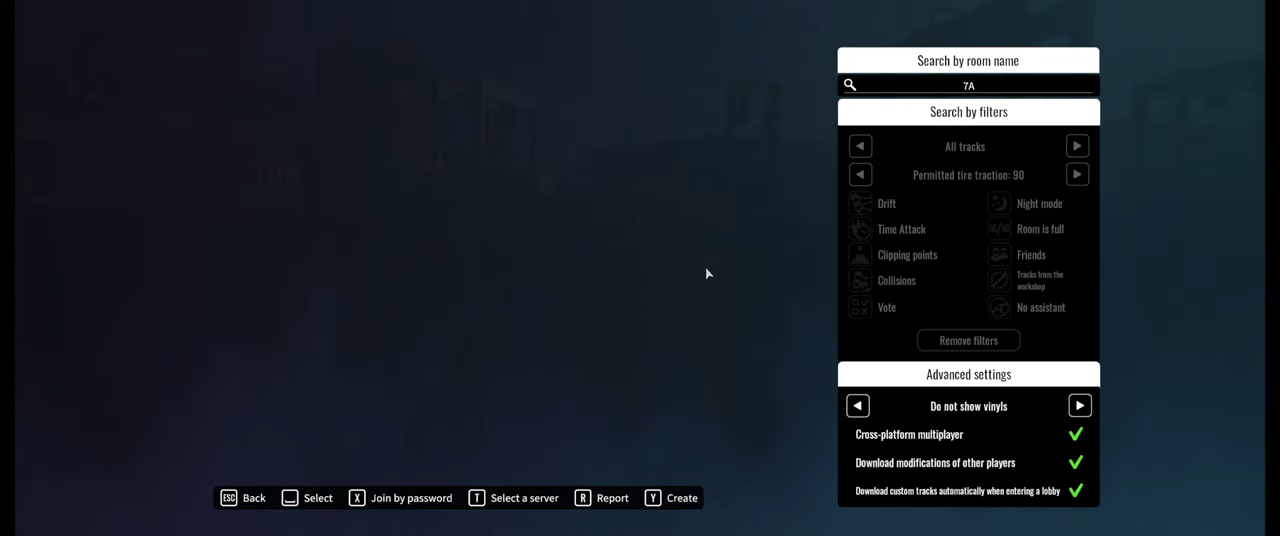 Search by room name
7A
Search by filters
All tracks
Permitted tire traction: 90
Drift
Night mode
Time Attack
10/10
Room is full
Clipping points
Friends
Collisions
Tracks from the
workshop
Vote
No assistant
Remove filters
Advanced settings
Do not show vinyls
Cross-platform multiplayer
Download modifications of other players
Download custom tracks automatically when entering a lobby
ESC Back
Select
X Join by password
T Select a server
R Report
Y Create